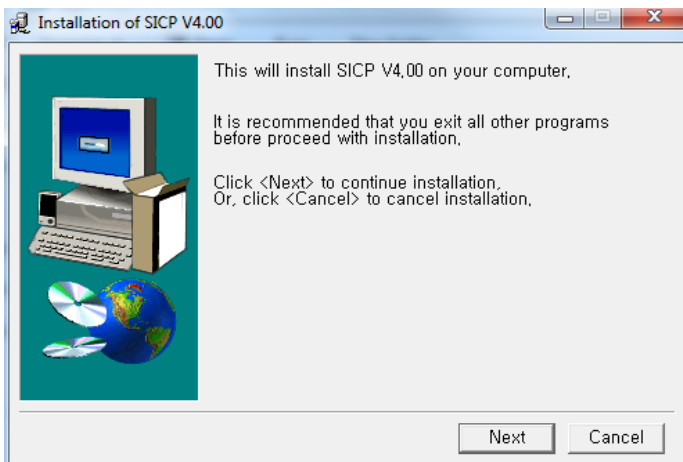 Installation of SICP V4.00
This will install SICP V4.00 on your computer.
It is recommended that you exit all other programs
before proceed with installation.
Click <Next> to continue installation.
Or, click <Cancel> to cancel installation.
Next
Cancel